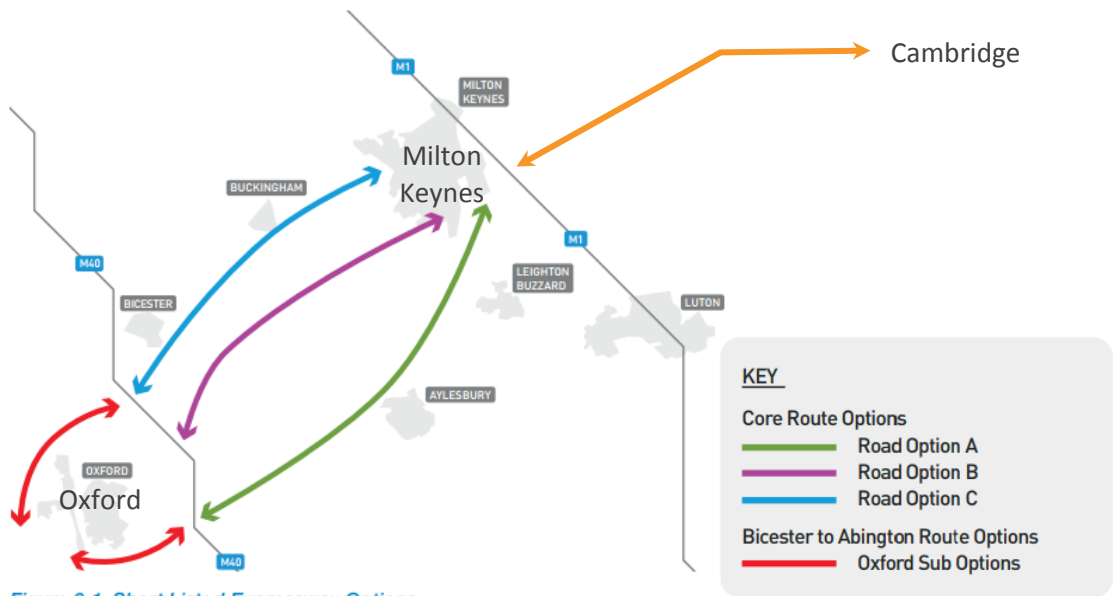 Cambridge
M1
MILTON
KEYNES
Milton
Keynes
BUCKINGHAM
M1
M40
LEIGHTON
BUZZARD
BICESTER
LUTON
AYLESBURY
OXFORD
Oxford
M40
KEY
Core Route Options
Road Option A
Road Option B
Road Option C
Bicester to Abington Route Options
Oxford Sub Options